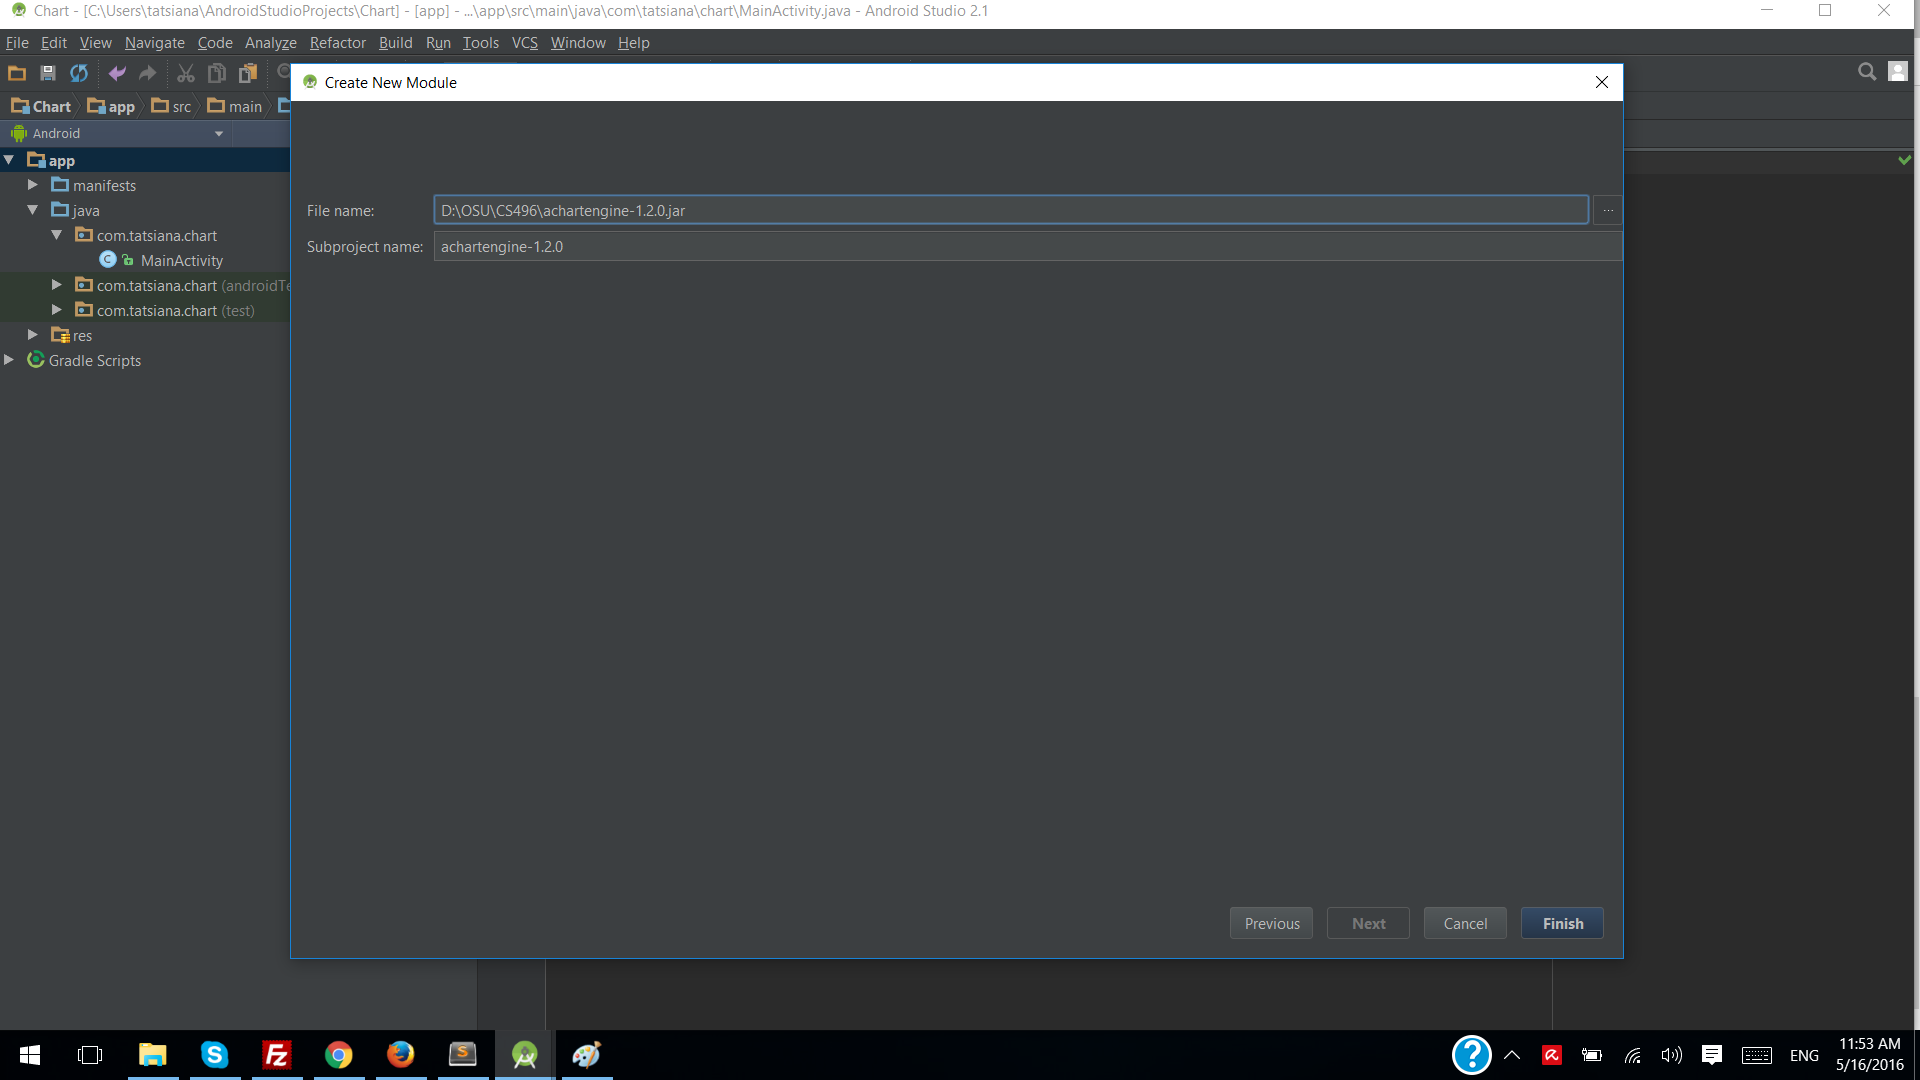 Chart - [C:\Users\tatsiana\AndroidStudioProjects\Chart] - [app] - ...\app\src\main\java\com\tatsiana\chart\MainActivity.java - Android Studio 2.1
File Edit View Navigate Code Analyze Refactor Build Run Tools VCS Window Help
Create New Module
Chart app src main
Android
app
manifests
java
com.tatsiana.chart
MainActivity
com.tatsiana.chart (androidTe
com.tatsiana.chart (test)
res
Gradle Scripts
File name: D:\OSU\CS496\achartengine-1.2.0.jar ...
Subproject name: achartengine-1.2.0
Previous Next Cancel Finish
ENG
11:53 AM
5/16/2016